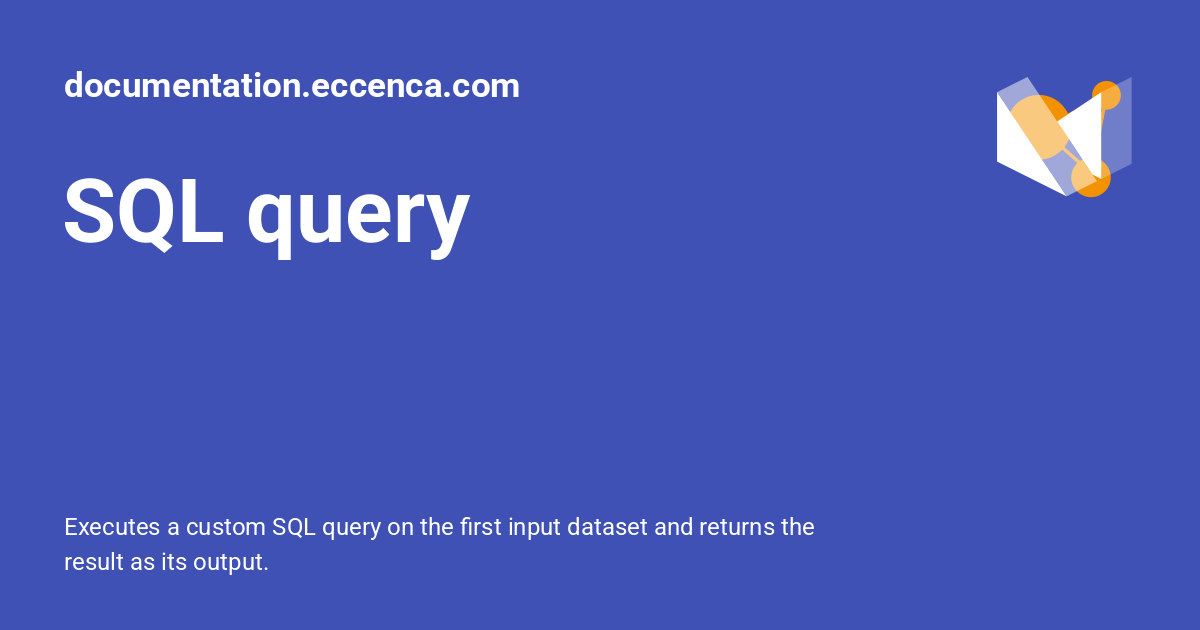 documentation.eccenca.com
SQL query
Executes a custom SQL query on the first input dataset and returns the
result as its output.